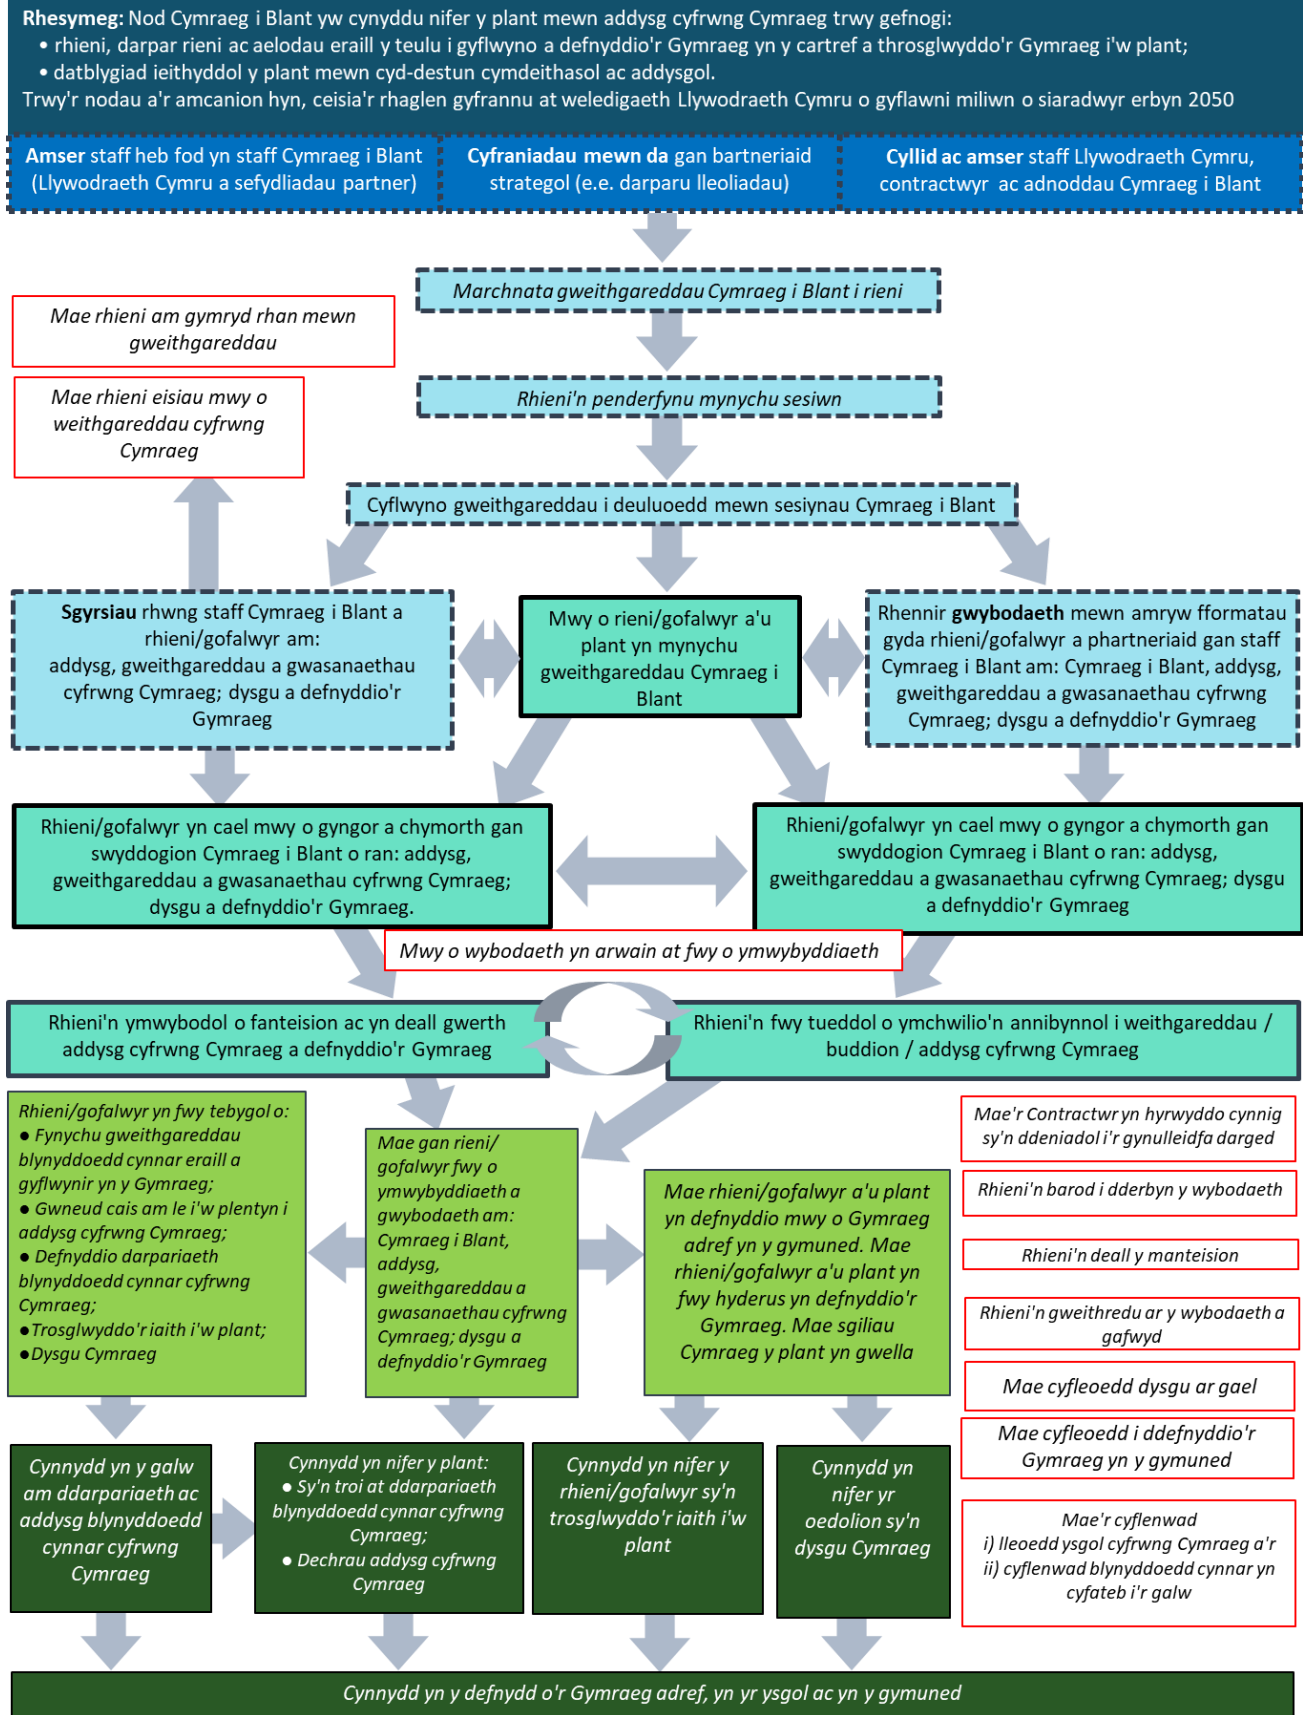 Rhesymeg: Nod Cymraeg i Blant yw cynyddu nifer y plant mewn addysg cyfrwng Cymraeg trwy gefnogi:
• rhieni, darpar rieni ac aelodau eraill y teulu i gyflwyno a defnyddio'r Gymraeg yn y cartref a throsglwyddo'r Gymraeg i'w plant;
• datblygiad ieithyddol y plant mewn cyd-destun cymdeithasol ac addysgol.
Trwy'r nodau a'r amcanion hyn, ceisia'r rhaglen gyfrannu at weledigaeth Llywodraeth Cymru o gyflawni miliwn o siaradwyr erbyn 2050
Amser staff heb fod yn staff Cymraeg i Blant
(Llywodraeth Cymru a sefydliadau partner)
Cyfraniadau mewn da gan bartneriaid
strategol (e.e. darparu lleoliadau)
Cyllid ac amser staff Llywodraeth Cymru,
contractwyr ac adnoddau Cymraeg i Blant
Marchnata gweithgareddau Cymraeg i Blant i rieni
Mae rhieni am gymryd rhan mewn
gweithgareddau
Mae rhieni eisiau mwy o
weithgareddau cyfrwng
Cymraeg
Rhieni'n penderfynu mynychu sesiwn
Cyflwyno gweithgareddau i deuluoedd mewn sesiynau Cymraeg i Blant
Sgyrsiau rhwng staff Cymraeg i Blant a
rhieni/gofalwyr am:
addysg, gweithgareddau a gwasanaethau
cyfrwng Cymraeg; dysgu a defnyddio'r
Gymraeg
Mwy o rieni/gofalwyr a'u
plant yn mynychu
gweithgareddau Cymraeg i
Blant
Rhennir gwybodaeth mewn amryw fformatau
gyda rhieni/gofalwyr a phartneriaid gan staff
Cymraeg i Blant am: Cymraeg i Blant, addysg,
gweithgareddau a gwasanaethau cyfrwng
Cymraeg; dysgu a defnyddio'r Gymraeg
Rhieni/gofalwyr yn cael mwy o gyngor a chymorth gan
swyddogion Cymraeg i Blant o ran: addysg,
gweithgareddau a gwasanaethau cyfrwng Cymraeg;
dysgu a defnyddio'r Gymraeg.
Rhieni/gofalwyr yn cael mwy o gyngor a chymorth gan
swyddogion Cymraeg i Blant o ran: addysg,
gweithgareddau a gwasanaethau cyfrwng Cymraeg; dysgu
a defnyddio'r Gymraeg
Mwy o wybodaeth yn arwain at fwy o ymwybyddiaeth
Rhieni'n ymwybodol o fanteision ac yn deall gwerth
addysg cyfrwng Cymraeg a defnyddio'r Gymraeg
Rhieni'n fwy tueddol o ymchwilio'n annibynnol i weithgareddau /
buddion / addysg cyfrwng Cymraeg
Rhieni/gofalwyr yn fwy tebygol o:
● Fynychu gweithgareddau
blynyddoedd cynnar eraill a
gyflwynir yn y Gymraeg;
● Gwneud cais am le i'w plentyn i
addysg cyfrwng Cymraeg;
● Defnyddio darpariaeth
blynyddoedd cynnar cyfrwng
Cymraeg;
●Trosglwyddo'r iaith i'w plant;
●Dysgu Cymraeg
Mae gan rieni/
gofalwyr fwy o
ymwybyddiaeth a
gwybodaeth am:
Cymraeg i Blant,
addysg,
gweithgareddau a
gwasanaethau cyfrwng
Cymraeg; dysgu a
defnyddio'r Gymraeg
Mae rhieni/gofalwyr a'u plant
yn defnyddio mwy o Gymraeg
adref yn y gymuned. Mae
rhieni/gofalwyr a'u plant yn
fwy hyderus yn defnyddio'r
Gymraeg. Mae sgiliau
Cymraeg y plant yn gwella
Mae'r Contractwr yn hyrwyddo cynnig
sy'n ddeniadol i'r gynulleidfa darged
Rhieni'n barod i dderbyn y wybodaeth
Rhieni'n deall y manteision
Rhieni'n gweithredu ar y wybodaeth a
gafwyd
Mae cyfleoedd dysgu ar gael
Mae cyfleoedd i ddefnyddio'r
Gymraeg yn y gymuned
Mae'r cyflenwad
i) lleoedd ysgol cyfrwng Cymraeg a'r
ii) cyflenwad blynyddoedd cynnar yn
cyfateb i'r galw
Cynnydd yn y galw
am ddarpariaeth ac
addysg blynyddoedd
cynnar cyfrwng
Cymraeg
Cynnydd yn nifer y plant:
● Sy'n troi at ddarpariaeth
blynyddoedd cynnar cyfrwng
Cymraeg;
● Dechrau addysg cyfrwng
Cymraeg
Cynnydd yn nifer y
rhieni/gofalwyr sy'n
trosglwyddo'r iaith i'w
plant
Cynnydd yn
nifer yr
oedolion sy'n
dysgu Cymraeg
Cynnydd yn y defnydd o'r Gymraeg adref, yn yr ysgol ac yn y gymuned